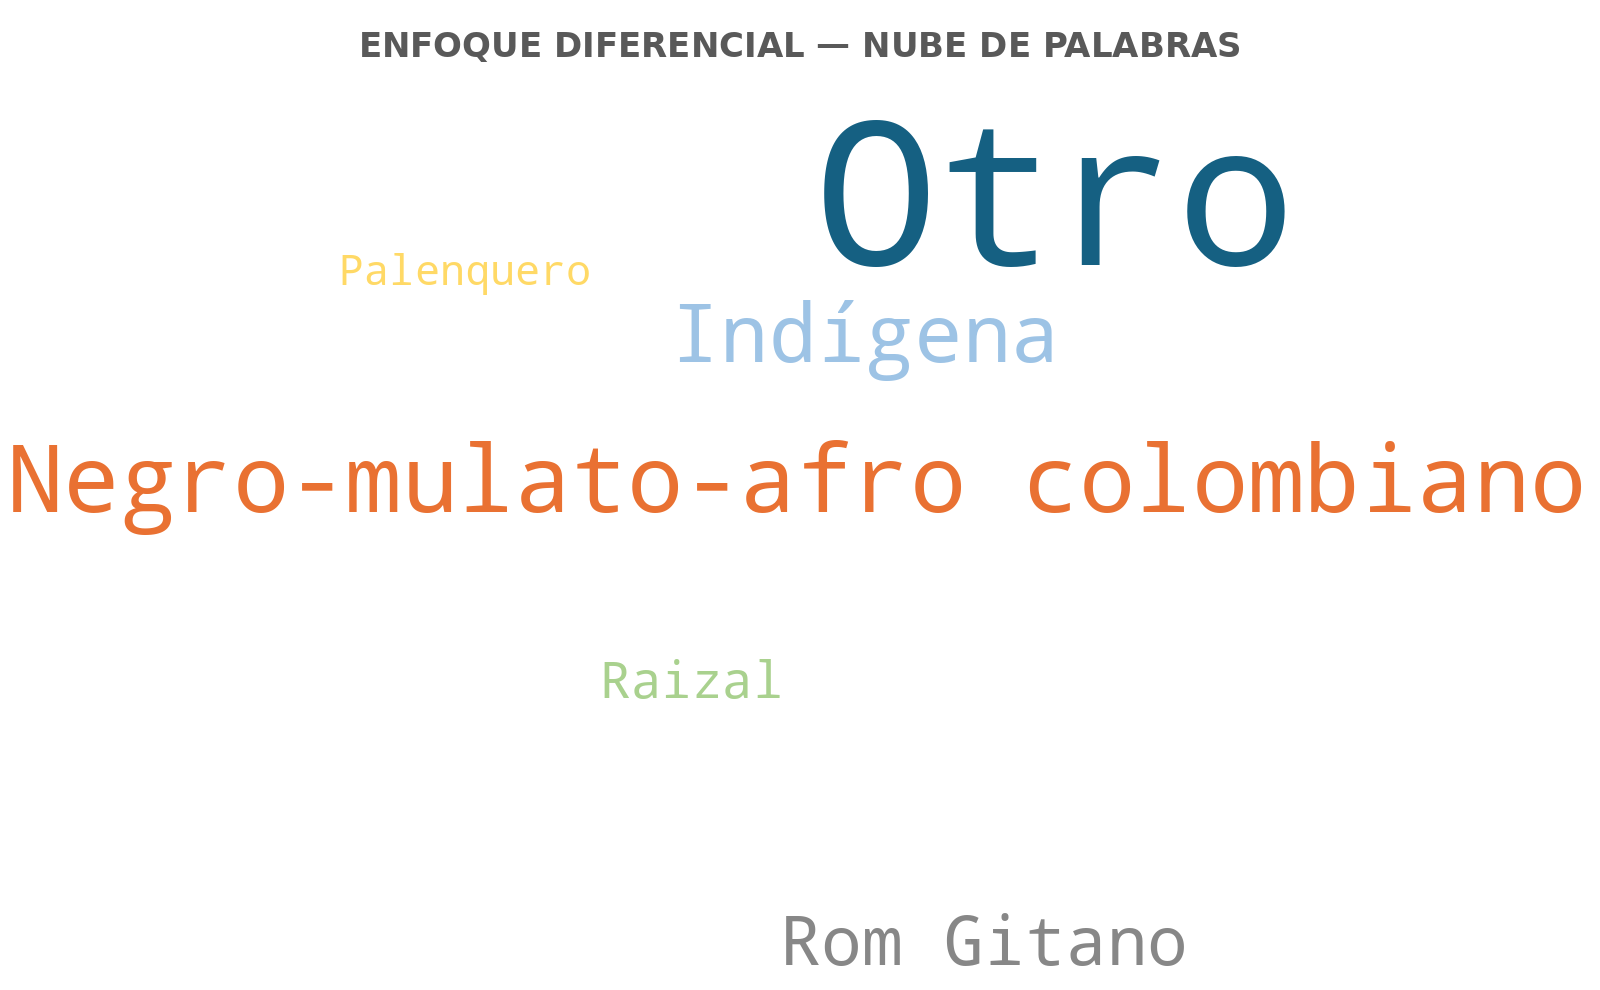 ENFOQUE DIFERENCIAL — NUBE DE PALABRAS
Otro
Palenquero
Indígena
Negro-mulato-afro colombiano
Raizal
Rom Gitano